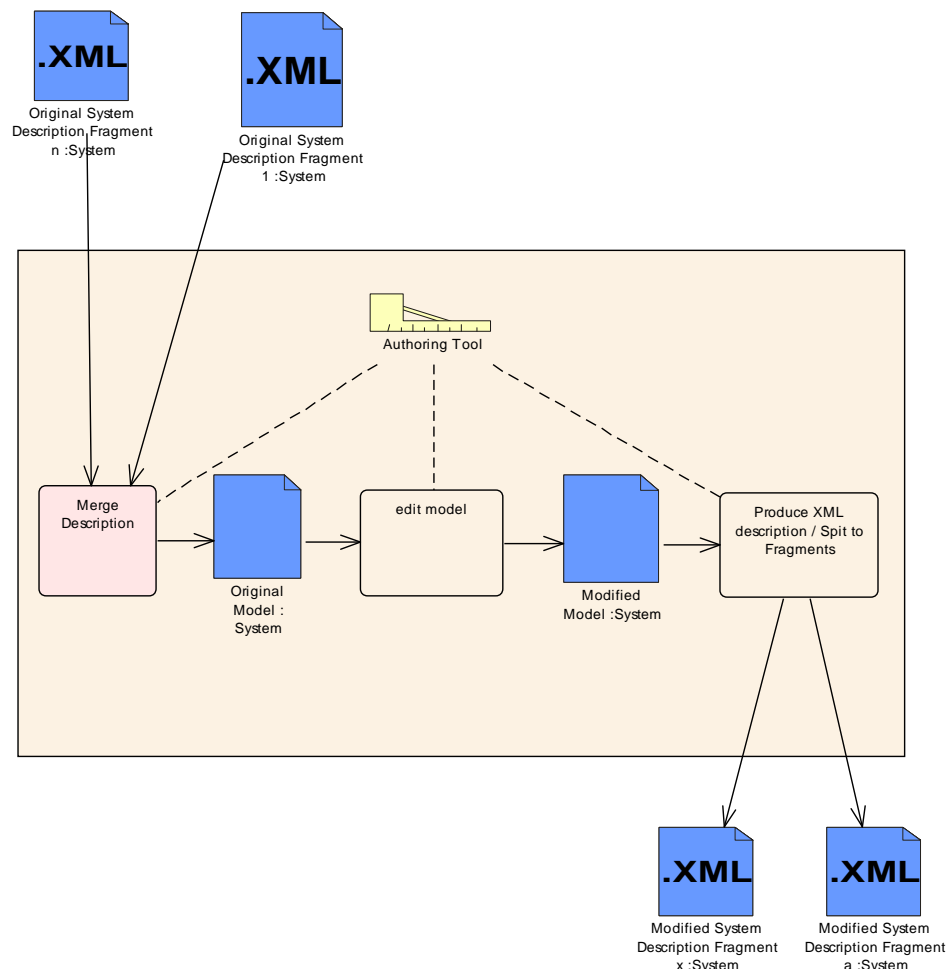 .XML
Original System
Description Fragment
n :System
.XML
Original System
Description Fragment
1 :System
Authoring Tool
Merge
Description
Original
Model :
System
edit model
Modified
Model :System
Produce XML
description / Spit to
Fragments
.XML
Modified System
Description Fragment
x :System
.XML
Modified System
Description Fragment
a :System